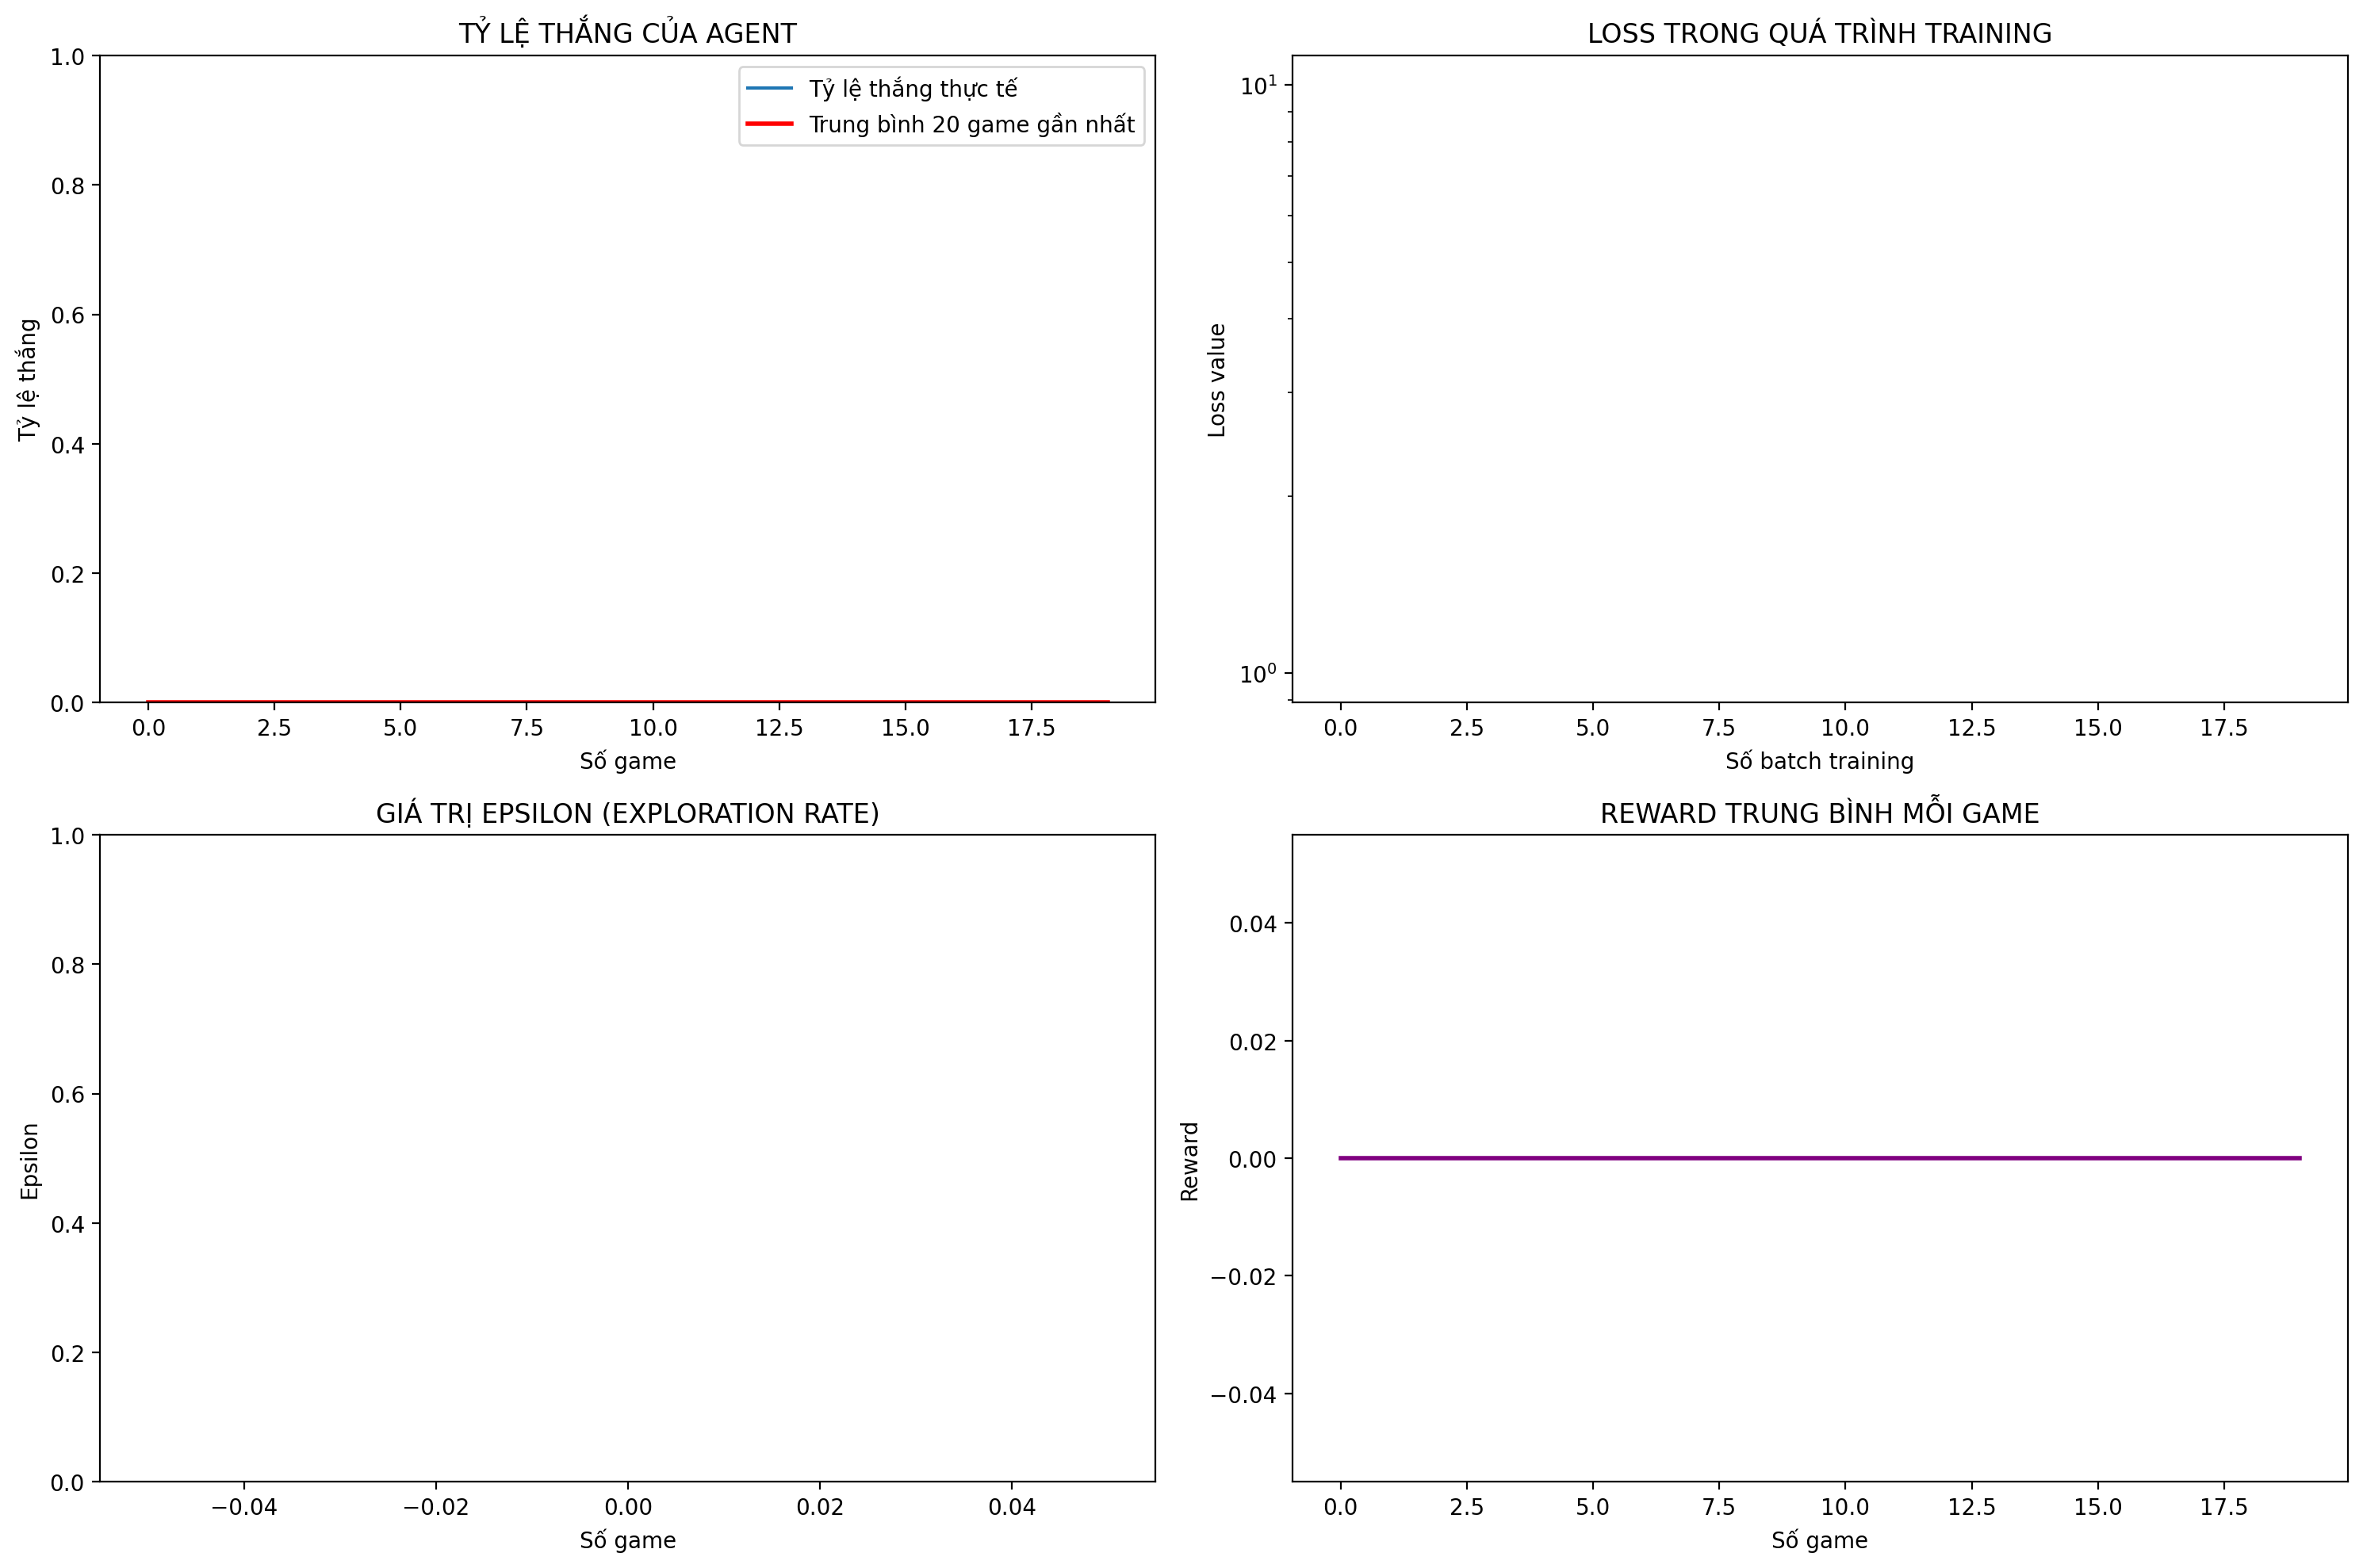 TỶ LỆ THẮNG CỦA AGENT
1.0
0.8
0.6
0.4
0.2
0.0
Tỷ lệ thắng
Tỷ lệ thắng thực tế
Trung bình 20 game gần nhất
0.0 2.5 5.0 7.5 10.0 12.5 15.0 17.5
Số game
LOSS TRONG QUÁ TRÌNH TRAINING
10¹
10⁰
Loss value
0.0 2.5 5.0 7.5 10.0 12.5 15.0 17.5
Số batch training
GIÁ TRỊ EPSILON (EXPLORATION RATE)
1.0
0.8
0.6
0.4
0.2
0.0
Epsilon
−0.04 −0.02 0.00 0.02 0.04
Số game
REWARD TRUNG BÌNH MỖI GAME
0.04
0.02
0.00
−0.02
−0.04
Reward
0.0 2.5 5.0 7.5 10.0 12.5 15.0 17.5
Số game